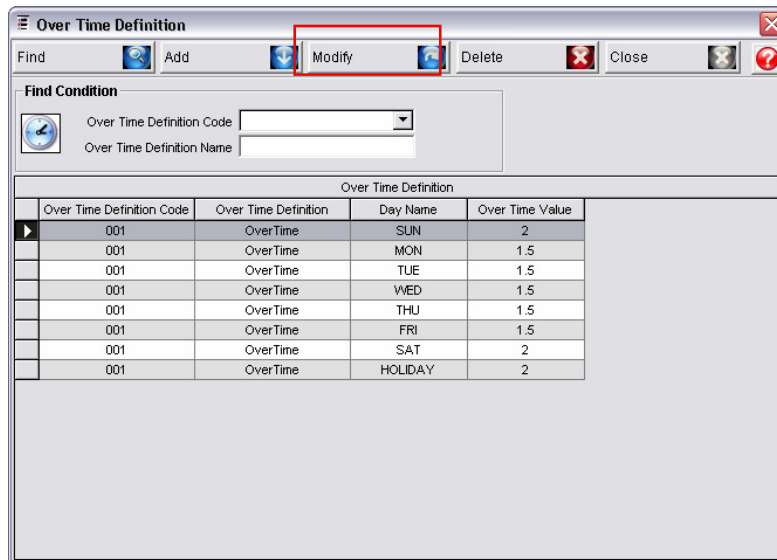 Over Time Definition
Find Add Modify Delete Close
Find Condition
Over Time Definition Code
Over Time Definition Name
Over Time Definition
Over Time Definition Code Over Time Definition Day Name Over Time Value
001 OverTime SUN 2
001 OverTime MON 1.5
001 OverTime TUE 1.5
001 OverTime WED 1.5
001 OverTime THU 1.5
001 OverTime FRI 1.5
001 OverTime SAT 2
001 OverTime HOLIDAY 2